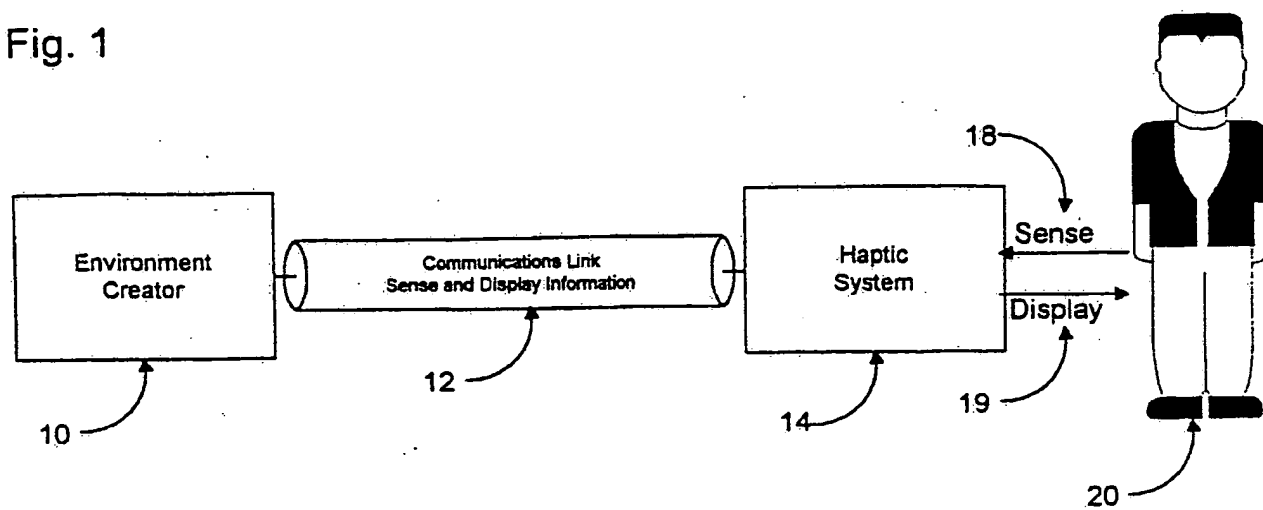 Fig. 1
Environment
Creator
Communications Link
Sense and Display Information
Haptic
System
Sense
Display
10
12
14
18
19
20